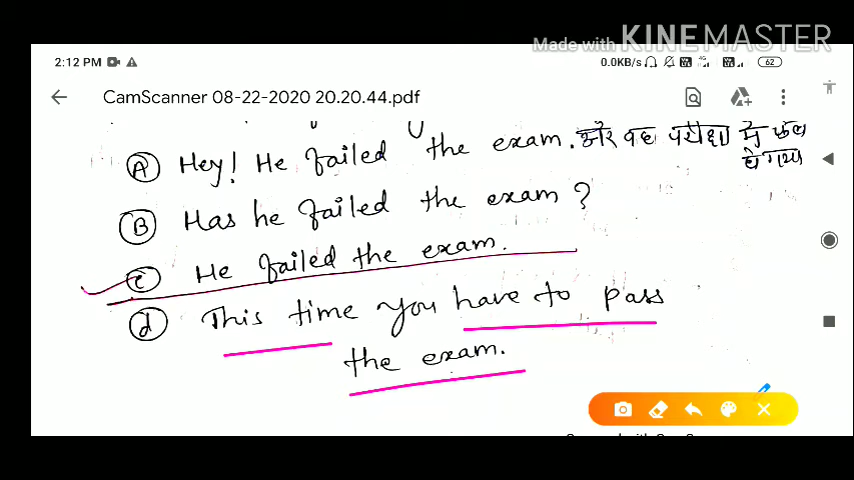 Made with KINEMASTER
2:12 PM 0.0KB/s 62
CamScanner 08-22-2020 20.20.44.pdf
(A) Hey! He failed the exam. और वह परीक्षा में फेल
हो गया
(B) Has he failed the exam?
(C) He failed the exam.
(d) This time you have to pass
the exam.